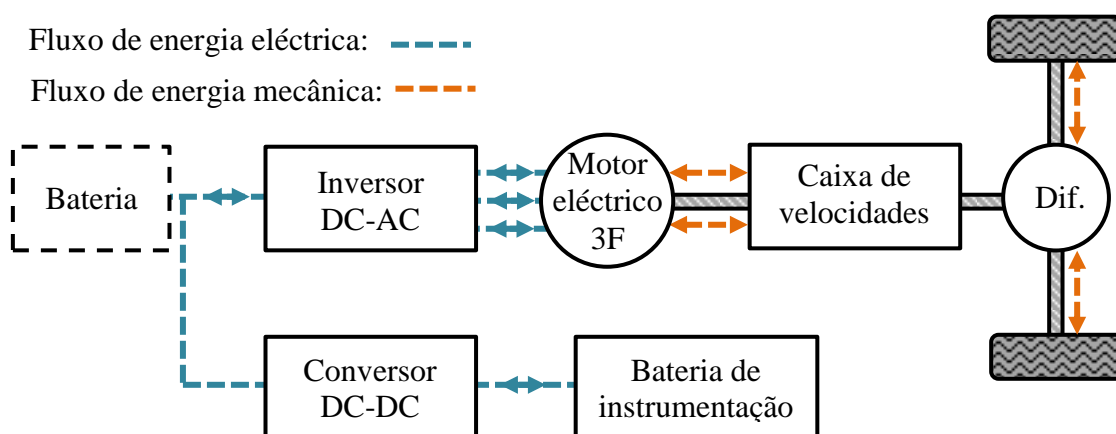 Fluxo de energia eléctrica:
Fluxo de energia mecânica:
Bateria
Inversor
DC-AC
Motor
eléctrico
3F
Caixa de
velocidades
Dif.
Conversor
DC-DC
Bateria de
instrumentação